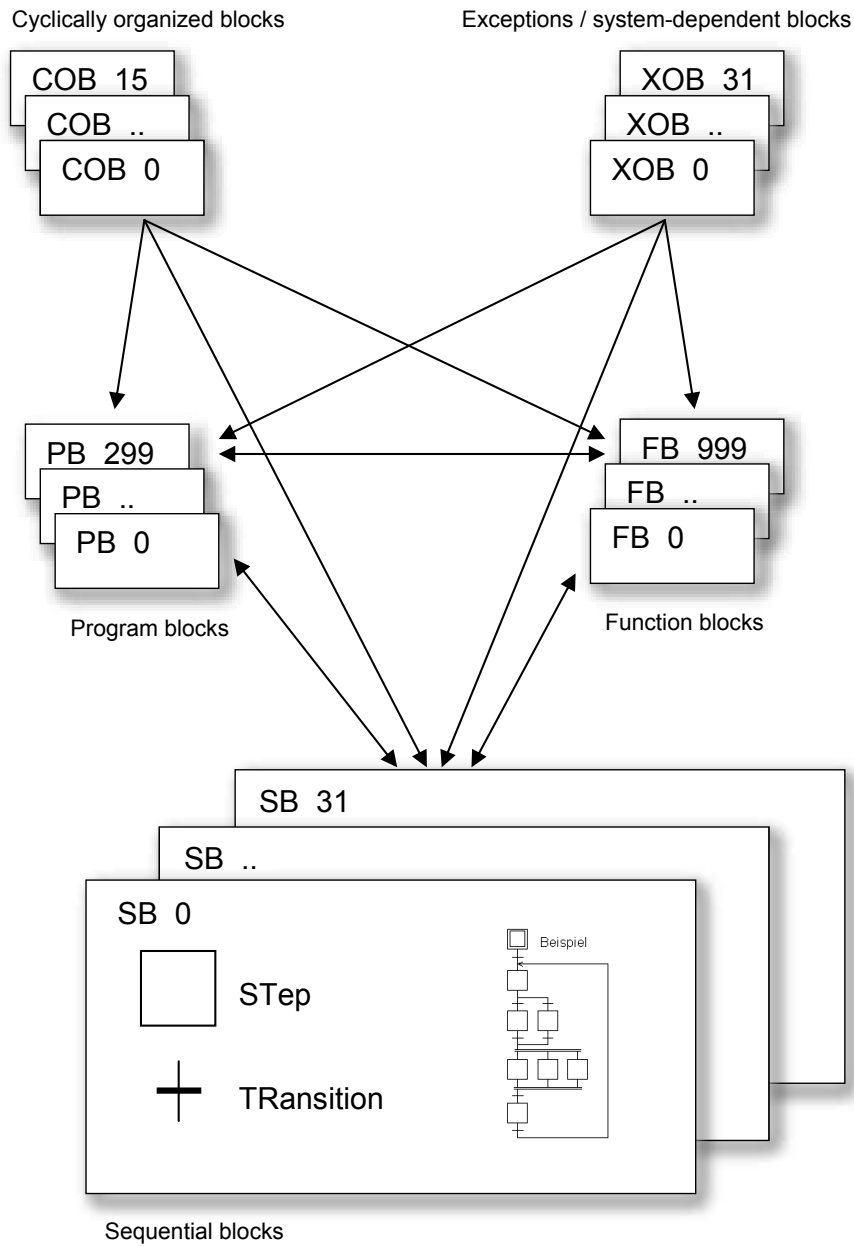 Cyclically organized blocks
Exceptions / system-dependent blocks
COB 15
COB ..
COB 0
XOB 31
XOB ..
XOB 0
PB 299
PB ..
PB 0
FB 999
FB ..
FB 0
Program blocks
Function blocks
SB 31
SB ..
SB 0
Beispiel
STep
TRansition
Sequential blocks